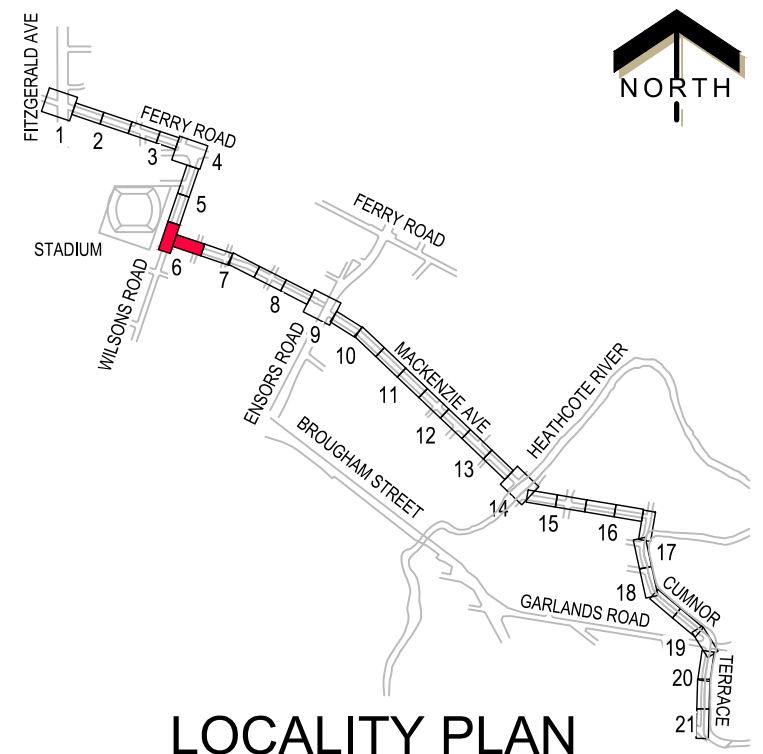 FITZGERALD AVE
NORTH
1
2
3
FERRY ROAD
4
5
STADIUM
6
WILSONS ROAD
7
8
FERRY ROAD
9
ENSORS ROAD
10
11
MACKENZIE AVE
12
13
BROUGHAM STREET
HEATHCOTE RIVER
14
15
16
17
18
CUMNOR
GARLANDS ROAD
19
20
TERRACE
21
LOCALITY PLAN